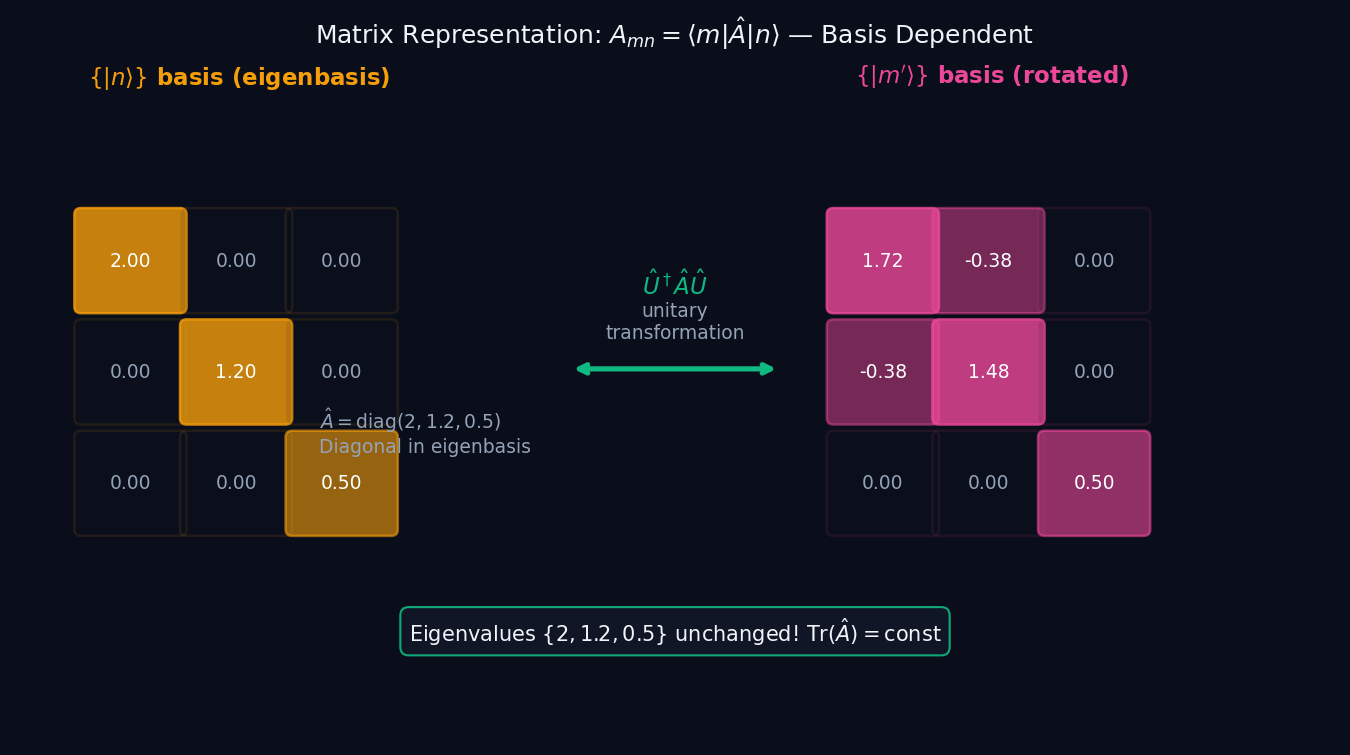 Matrix Representation: $A_{mn} = \langle m|\hat{A}|n\rangle$ — Basis Dependent
$\{|n\rangle\}$ basis (eigenbasis)
$\{|m'\rangle\}$ basis (rotated)
2.00 0.00 0.00
0.00 1.20 0.00
0.00 0.00 0.50
$\hat{A} = \mathrm{diag}(2, 1.2, 0.5)$
Diagonal in eigenbasis
$\hat{U}^\dagger \hat{A} \hat{U}$
unitary
transformation
1.72 -0.38 0.00
-0.38 1.48 0.00
0.00 0.00 0.50
Eigenvalues $\{2, 1.2, 0.5\}$ unchanged! $\mathrm{Tr}(\hat{A}) = \mathrm{const}$